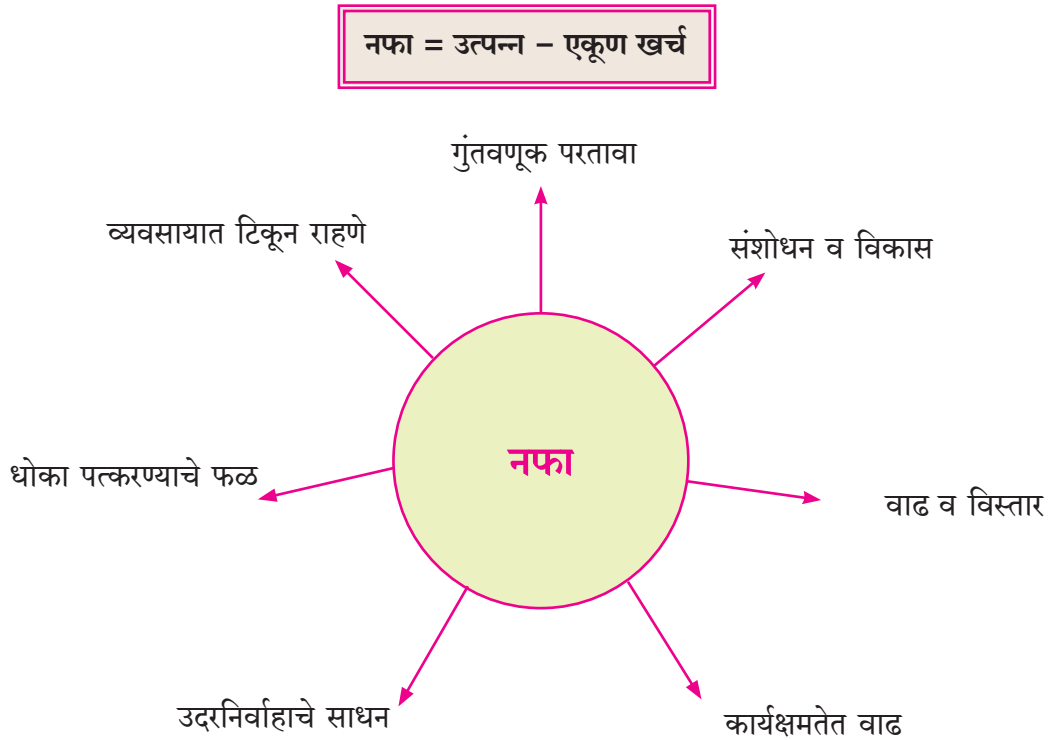 नफा = उत्पन्न – एकूण खर्च
गुंतवणूक परतावा
व्यवसायात टिकून राहणे
संशोधन व विकास
नफा
धोका पत्करण्याचे फळ
वाढ व विस्तार
उदरनिर्वाहाचे साधन
कार्यक्षमतेत वाढ